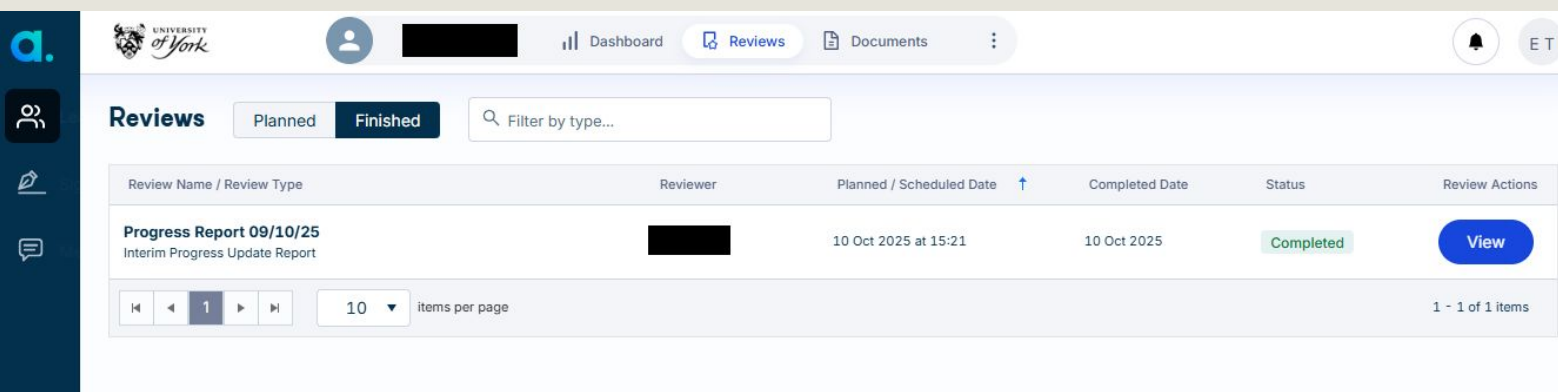 a.
UNIVERSITY
of York
Dashboard
Reviews
Documents
E T
Reviews
Planned
Finished
Filter by type...
Review Name / Review Type
Reviewer
Planned / Scheduled Date ↑
Completed Date
Status
Review Actions
Progress Report 09/10/25
Interim Progress Update Report
10 Oct 2025 at 15:21
10 Oct 2025
Completed
View
1
10
items per page
1 - 1 of 1 items